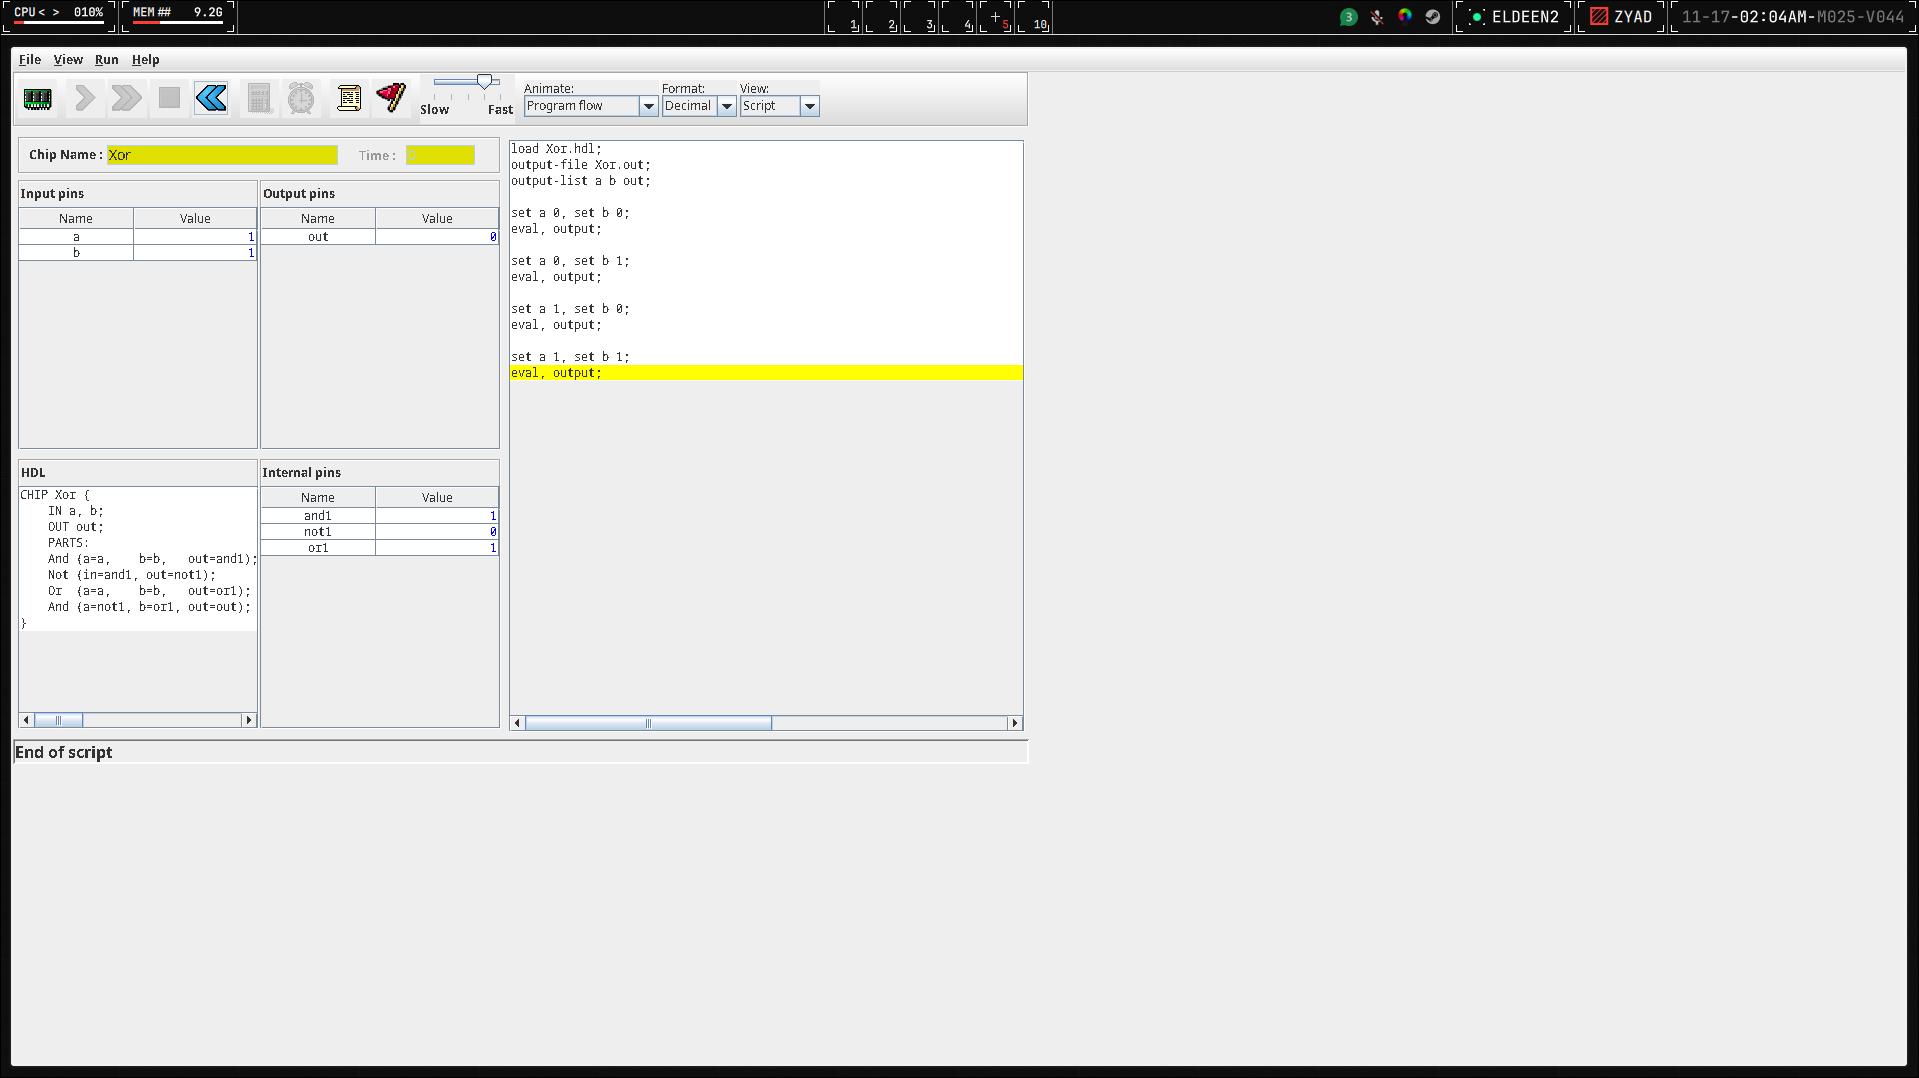 CPU < > 010% MEM ## 9.2G 1 2 3 4 5 10 3 ELDEEN2 ZYAD 11-17-02:04AM-M025-V044
File View Run Help
Slow Fast
Animate: Format: View:
Program flow Decimal Script
Chip Name : Xor Time : 0
Input pins
Name Value
a 1
b 1
Output pins
Name Value
out 0
HDL
CHIP Xor {
IN a, b;
OUT out;
PARTS:
And (a=a, b=b, out=and1);
Not (in=and1, out=not1);
Or (a=a, b=b, out=or1);
And (a=not1, b=or1, out=out);
}
Internal pins
Name Value
and1 1
not1 0
or1 1
load Xor.hdl;
output-file Xor.out;
output-list a b out;
set a 0, set b 0;
eval, output;
set a 0, set b 1;
eval, output;
set a 1, set b 0;
eval, output;
set a 1, set b 1;
eval, output;
End of script